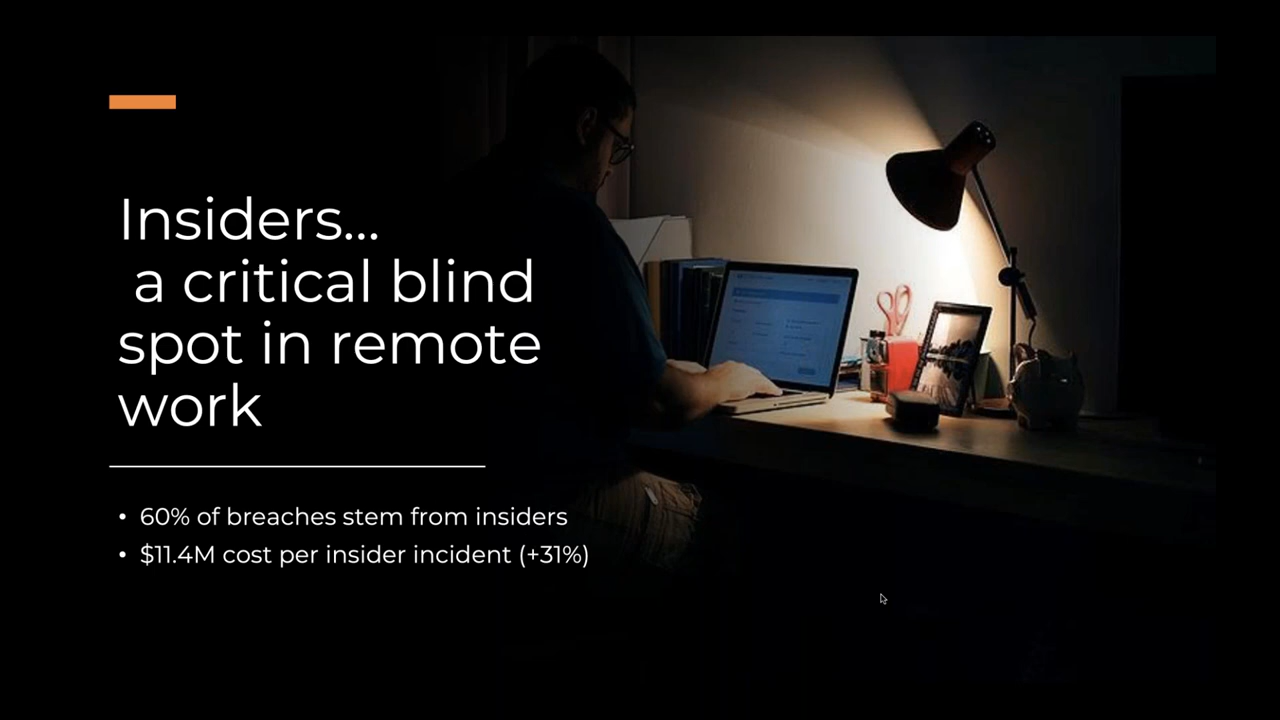 Insiders...
a critical blind
spot in remote
work
• 60% of breaches stem from insiders
• $11.4M cost per insider incident (+31%)